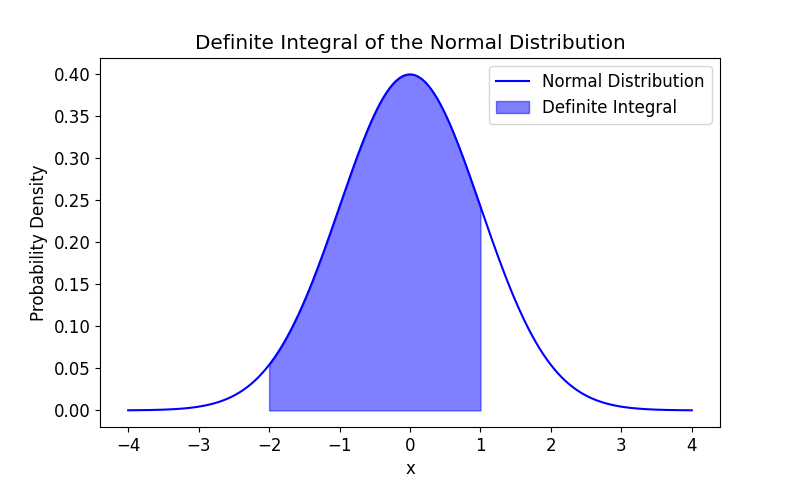 Definite Integral of the Normal Distribution
Normal Distribution
Definite Integral
Probability Density
0.40
0.35
0.30
0.25
0.20
0.15
0.10
0.05
0.00
−4 −3 −2 −1 0 1 2 3 4
x